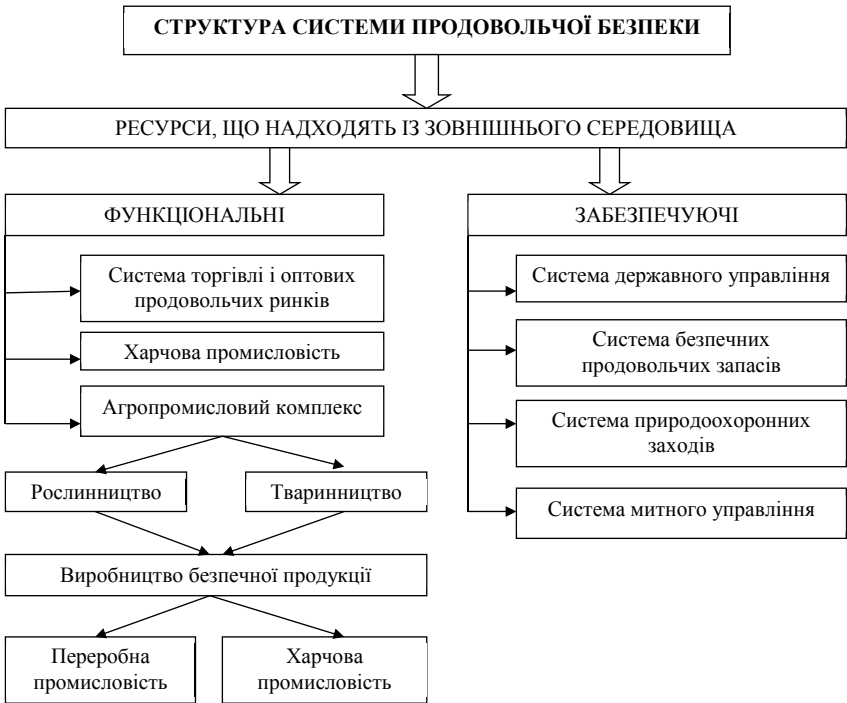 СТРУКТУРА СИСТЕМИ ПРОДОВОЛЬЧОЇ БЕЗПЕКИ
РЕСУРСИ, ЩО НАДХОДЯТЬ ІЗ ЗОВНІШНЬОГО СЕРЕДОВИЩА
ФУНКЦІОНАЛЬНІ
Система торгівлі і оптових
продовольчих ринків
Харчова промисловість
Агропромисловий комплекс
Рослинництво
Тваринництво
Виробництво безпечної продукції
Переробна
промисловість
Харчова
промисловість
ЗАБЕЗПЕЧУЮЧІ
Система державного управління
Система безпечних
продовольчих запасів
Система природоохоронних
заходів
Система митного управління